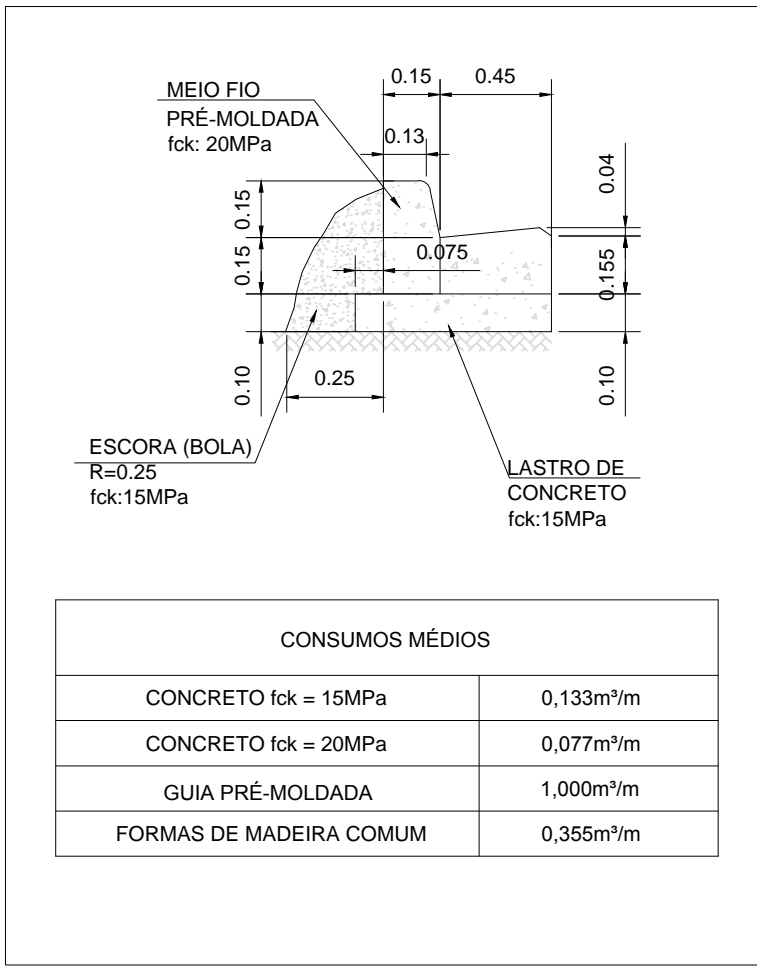 0.15
0.45
MEIO FIO
PRÉ-MOLDADA
fck: 20MPa
0.13
0.04
0.15
0.075
0.15
0.155
0.10
0.25
0.10
ESCORA (BOLA)
R=0.25
fck:15MPa
LASTRO DE
CONCRETO
fck:15MPa
CONSUMOS MÉDIOS
CONCRETO fck = 15MPa 0,133m³/m
CONCRETO fck = 20MPa 0,077m³/m
GUIA PRÉ-MOLDADA 1,000m³/m
FORMAS DE MADEIRA COMUM 0,355m³/m